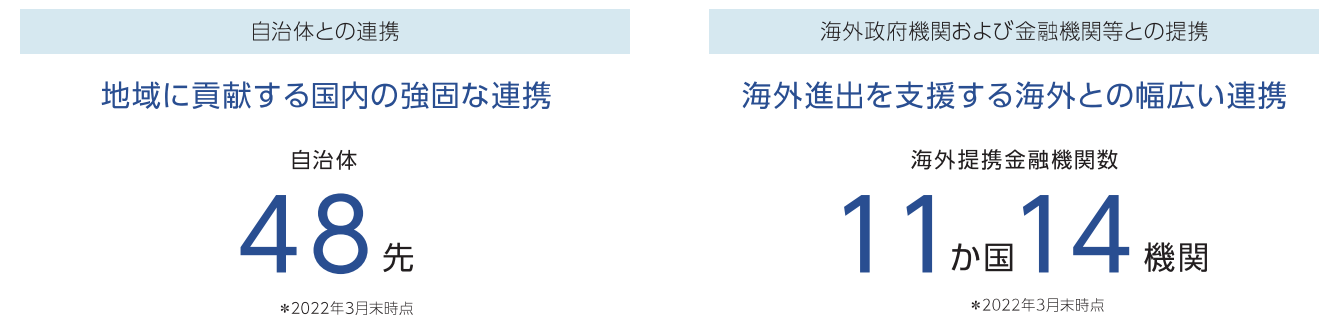 自治体との連携
地域に貢献する国内の強固な連携
自治体
48先
*2022年3月末時点
海外政府機関および金融機関等との提携
海外進出を支援する海外との幅広い連携
海外提携金融機関数
11か国14機関
*2022年3月末時点